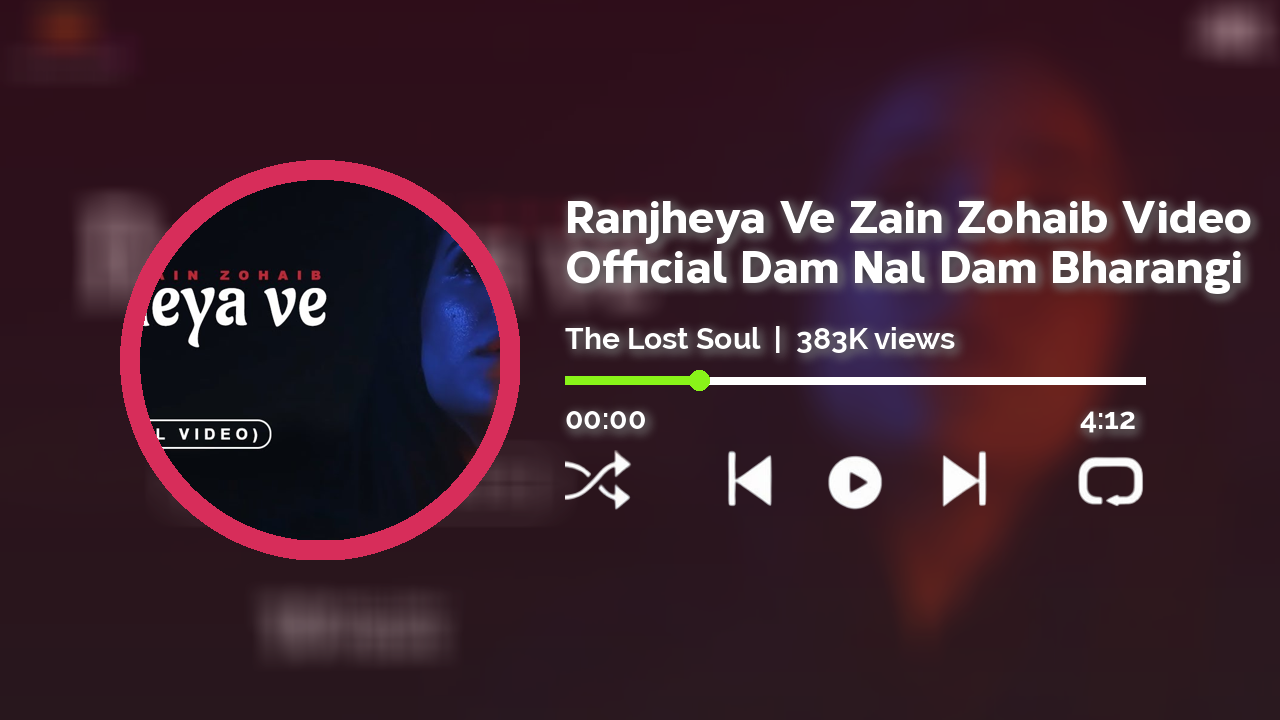 Ranjheya Ve Zain Zohaib Video
Official Dam Nal Dam Bharangi
The Lost Soul | 383K views
00:00 4:12
AIN ZOHAIB
eya ve
L VIDEO)